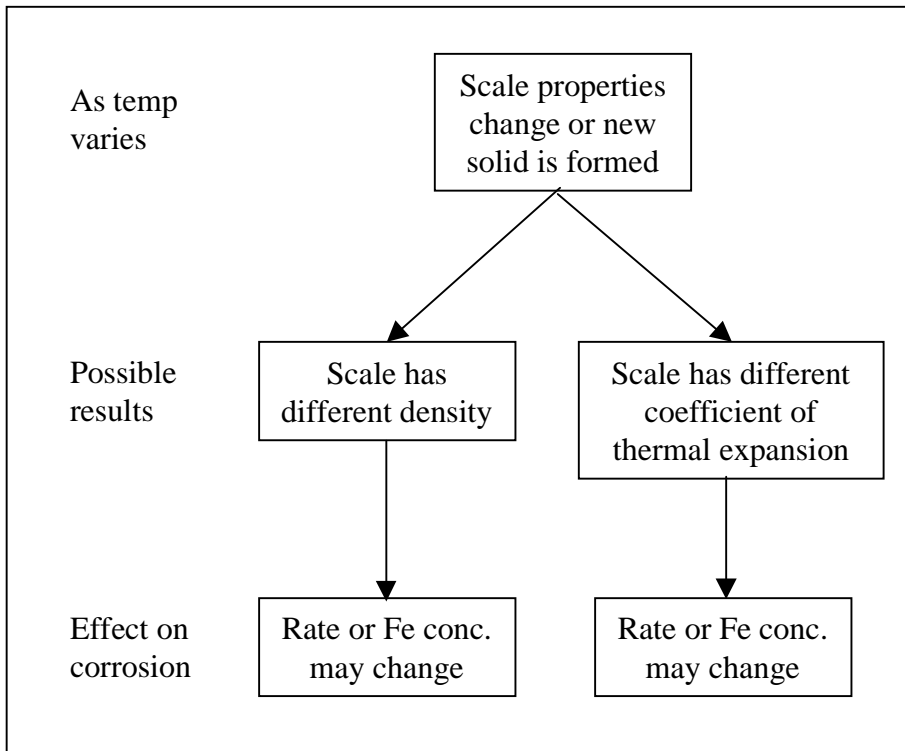 As temp
varies
Scale properties
change or new
solid is formed
Possible
results
Scale has
different density
Scale has different
coefficient of
thermal expansion
Effect on
corrosion
Rate or Fe conc.
may change
Rate or Fe conc.
may change